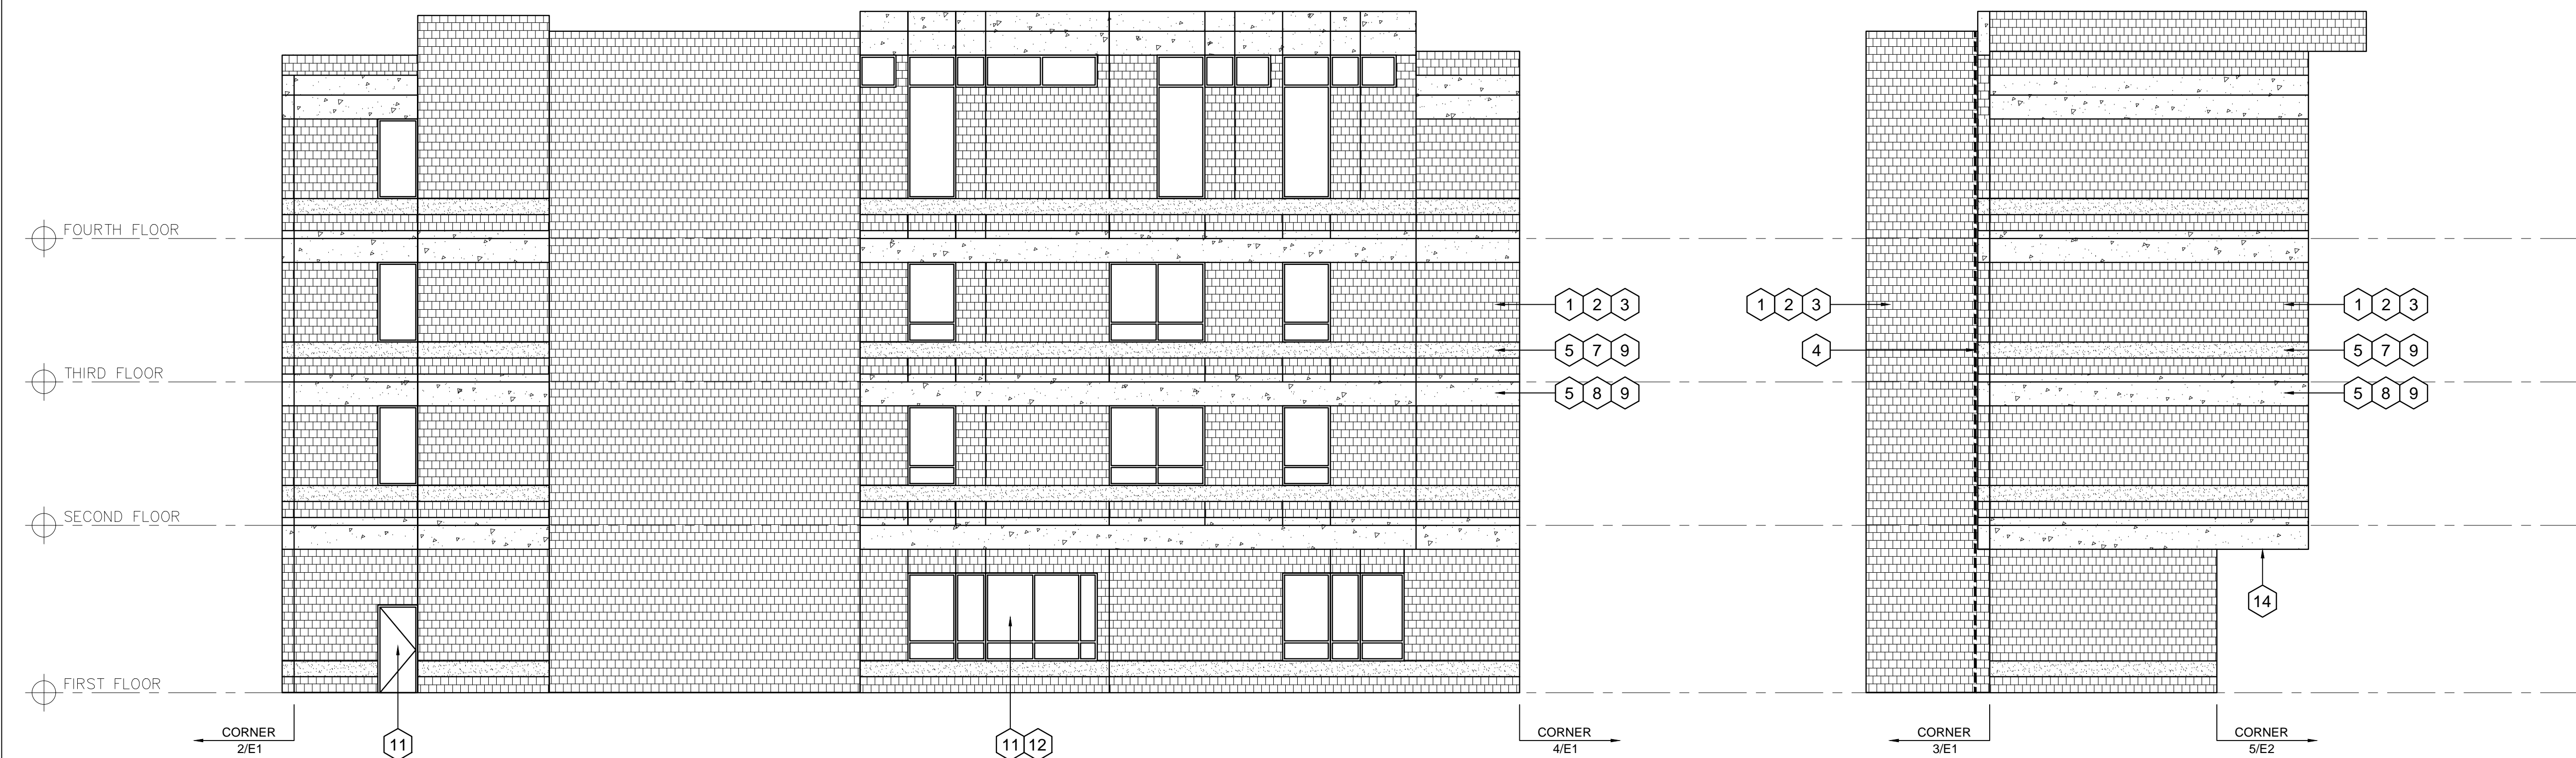 FOURTH FLOOR
1 2 3
1 2 3
1 2 3
5 7 9
4
5 7 9
THIRD FLOOR
5 8 9
5 8 9
SECOND FLOOR
14
FIRST FLOOR
CORNER
2/E1
11
11 12
CORNER
4/E1
CORNER
3/E1
CORNER
5/E2